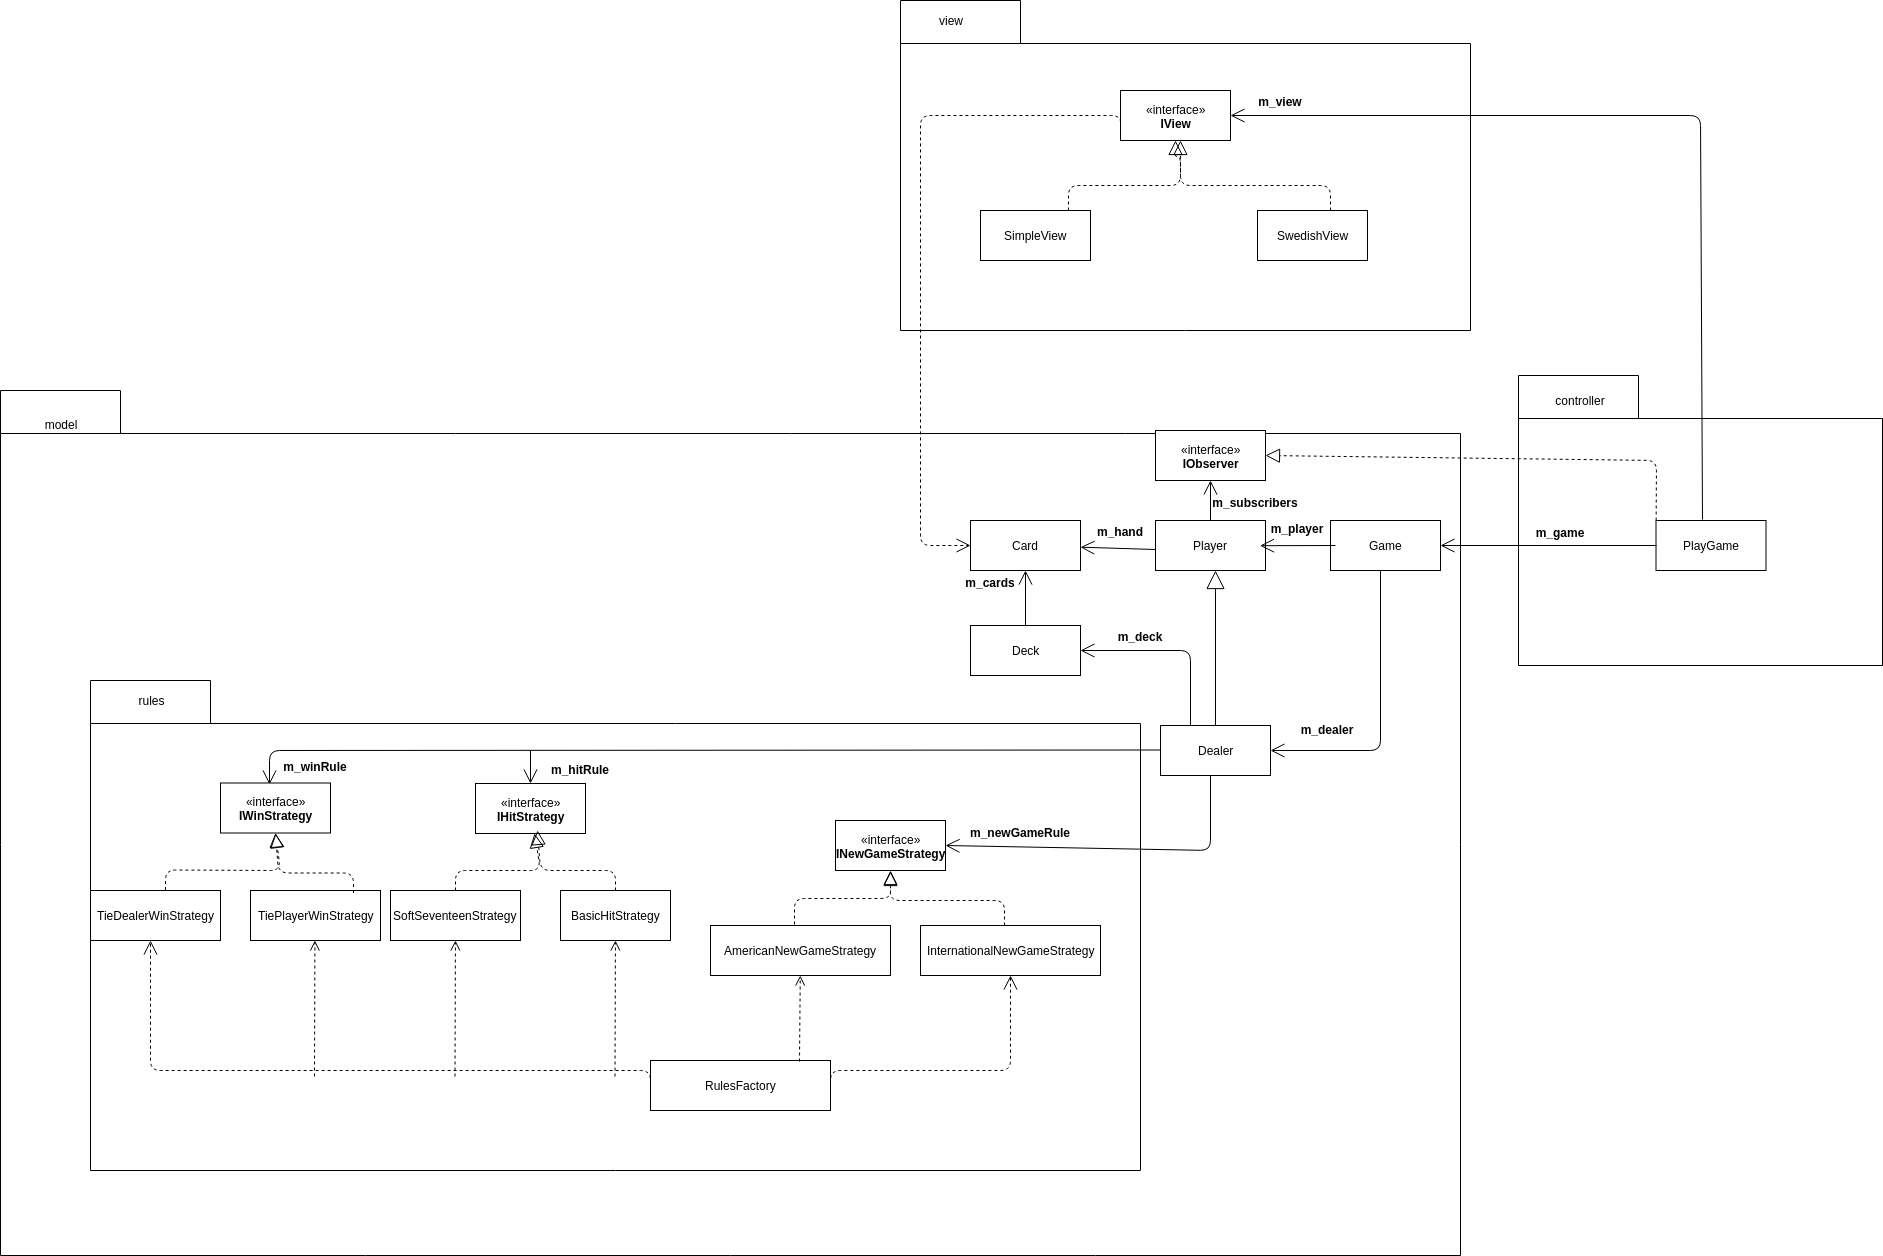 view
«interface»
IView
m_view
SimpleView
SwedishView
controller
model
«interface»
IObserver
m_subscribers
Card
m_hand
Player
m_player
Game
m_game
PlayGame
m_cards
Deck
m_deck
rules
Dealer
m_dealer
m_winRule
m_hitRule
«interface»
IWinStrategy
«interface»
IHitStrategy
«interface»
INewGameStrategy
m_newGameRule
TieDealerWinStrategy
TiePlayerWinStrategy
SoftSeventeenStrategy
BasicHitStrategy
AmericanNewGameStrategy
InternationalNewGameStrategy
RulesFactory